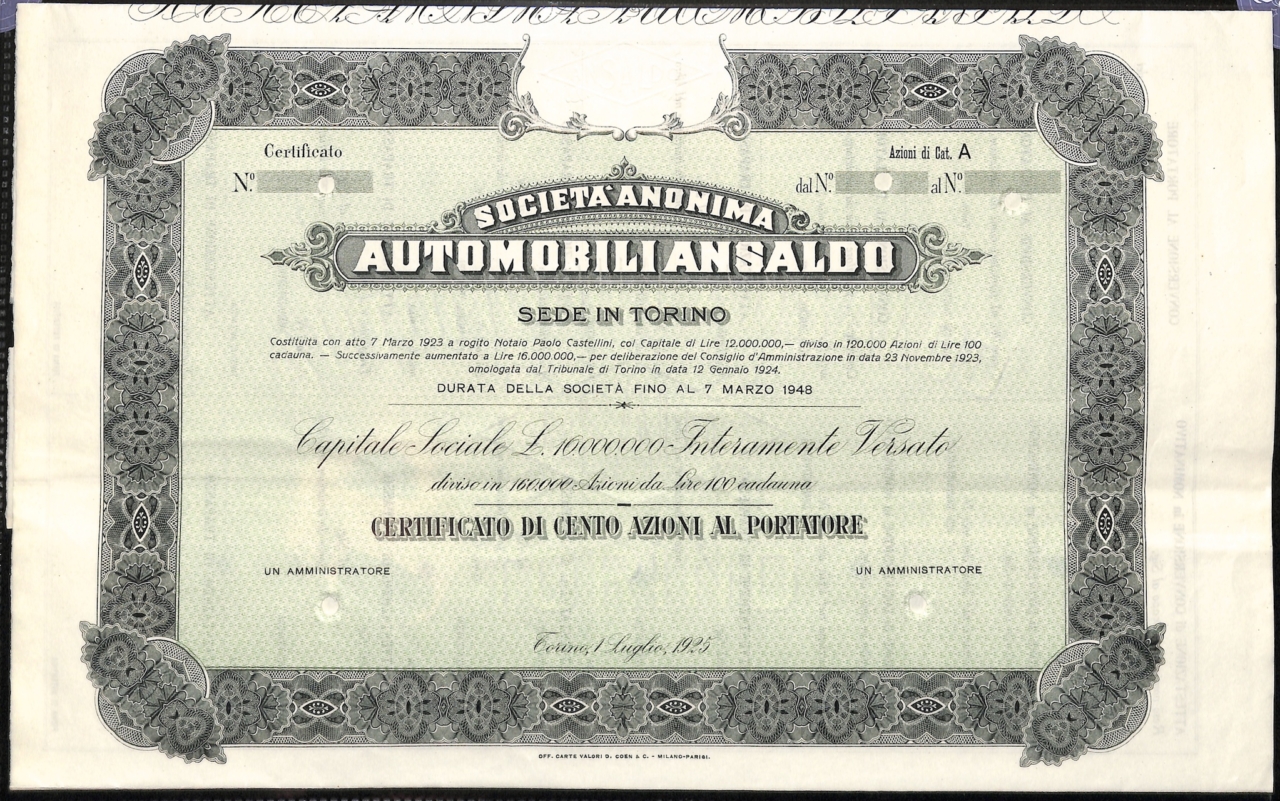 Certificato
Azioni di Cat. A
N.º
dal N.º al N.º
SOCIETA' ANONIMA
AUTOMOBILI ANSALDO
SEDE IN TORINO
Costituita con atto 7 Marzo 1923 a rogito Notaio Paolo Castellini, col Capitale di Lire 12.000.000,— diviso in 120.000 Azioni di Lire 100
cadauna. — Successivamente aumentato a Lire 16.000.000,— per deliberazione del Consiglio d'Amministrazione in data 23 Novembre 1923,
omologata dal Tribunale di Torino in data 12 Gennaio 1924.
DURATA DELLA SOCIETÀ FINO AL 7 MARZO 1948
Capitale Sociale L. 16.000.000 Interamente Versato
diviso in 160.000 Azioni da Lire 100 cadauna
CERTIFICATO DI CENTO AZIONI AL PORTATORE
UN AMMINISTRATORE UN AMMINISTRATORE
Torino, 1 Luglio, 1925
OFF. CARTE VALORI D. COËN & C. - MILANO-PARIGI.